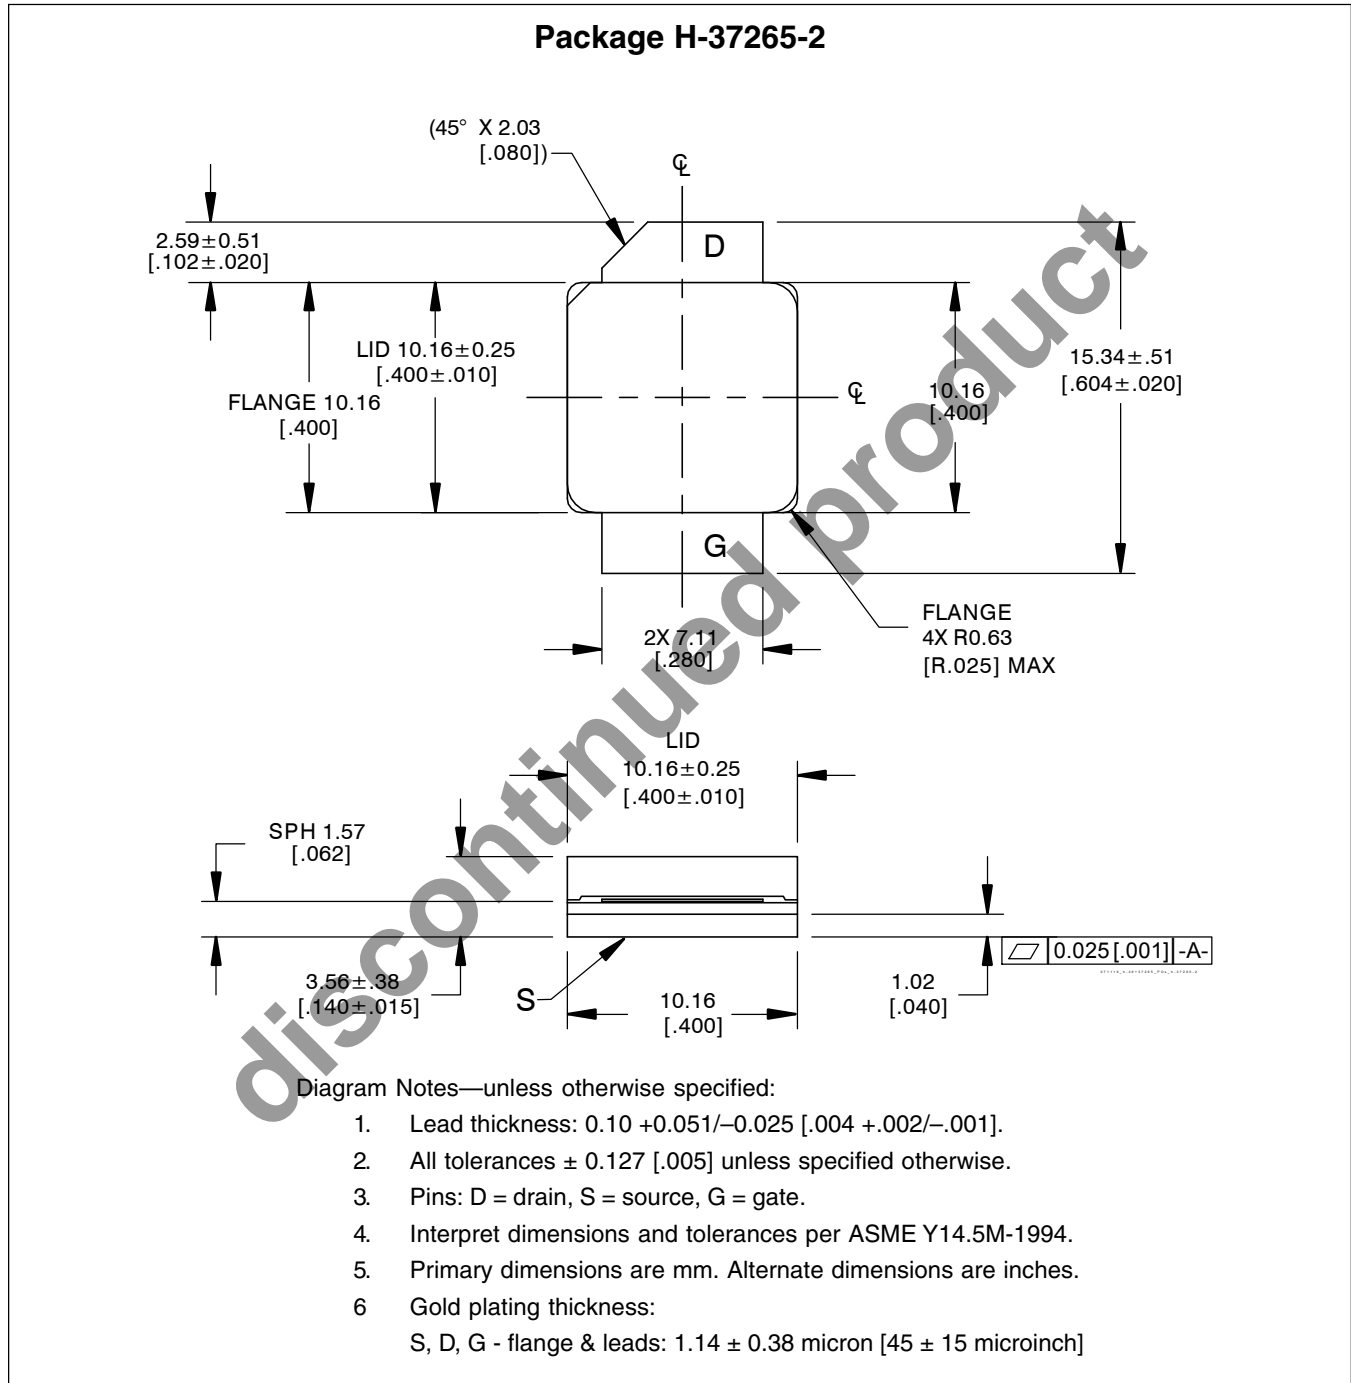 Package H-37265-2
(45° X 2.03
[.080])
C L
D
2.59±0.51
[.102±.020]
LID 10.16±0.25
[.400±.010]
FLANGE 10.16
[.400]
C L
10.16
[.400]
15.34±.51
[.604±.020]
G
2X 7.11
[.280]
FLANGE
4X R0.63
[R.025] MAX
LID
10.16±0.25
[.400±.010]
SPH 1.57
[.062]
3.56±.38
[.140±.015]
S
10.16
[.400]
1.02
[.040]
0.025 [.001] -A-
discontinued product
Diagram Notes—unless otherwise specified:
1. Lead thickness: 0.10 +0.051/–0.025 [.004 +.002/–.001].
2. All tolerances ± 0.127 [.005] unless specified otherwise.
3. Pins: D = drain, S = source, G = gate.
4. Interpret dimensions and tolerances per ASME Y14.5M-1994.
5. Primary dimensions are mm. Alternate dimensions are inches.
6 Gold plating thickness:
S, D, G - flange & leads: 1.14 ± 0.38 micron [45 ± 15 microinch]